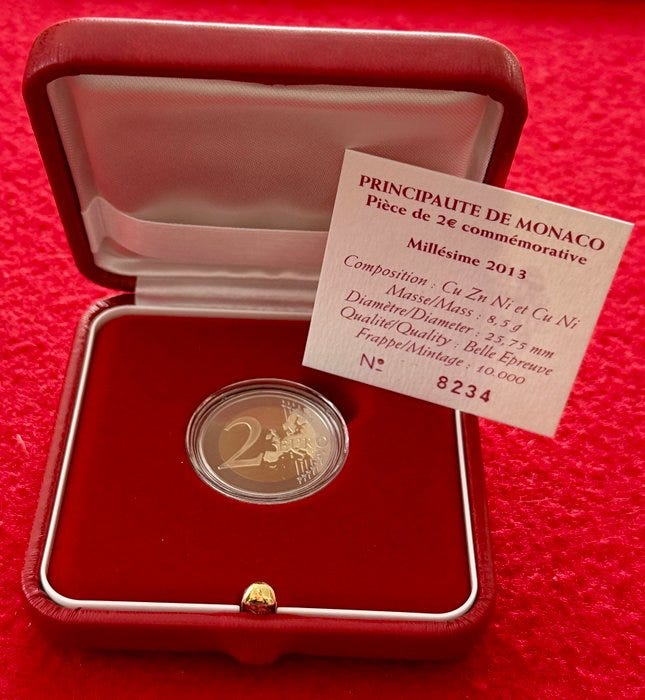 PRINCIPAUTE DE MONACO
Pièce de 2€ commémorative
Millésime 2013
Composition : Cu Zn Ni et Cu Ni
Masse/Mass : 8,5 g
Diamètre/Diameter : 25,75 mm
Qualité/Quality : Belle Epreuve
Frappe/Mintage : 10.000
Nº 8234
2 EURO